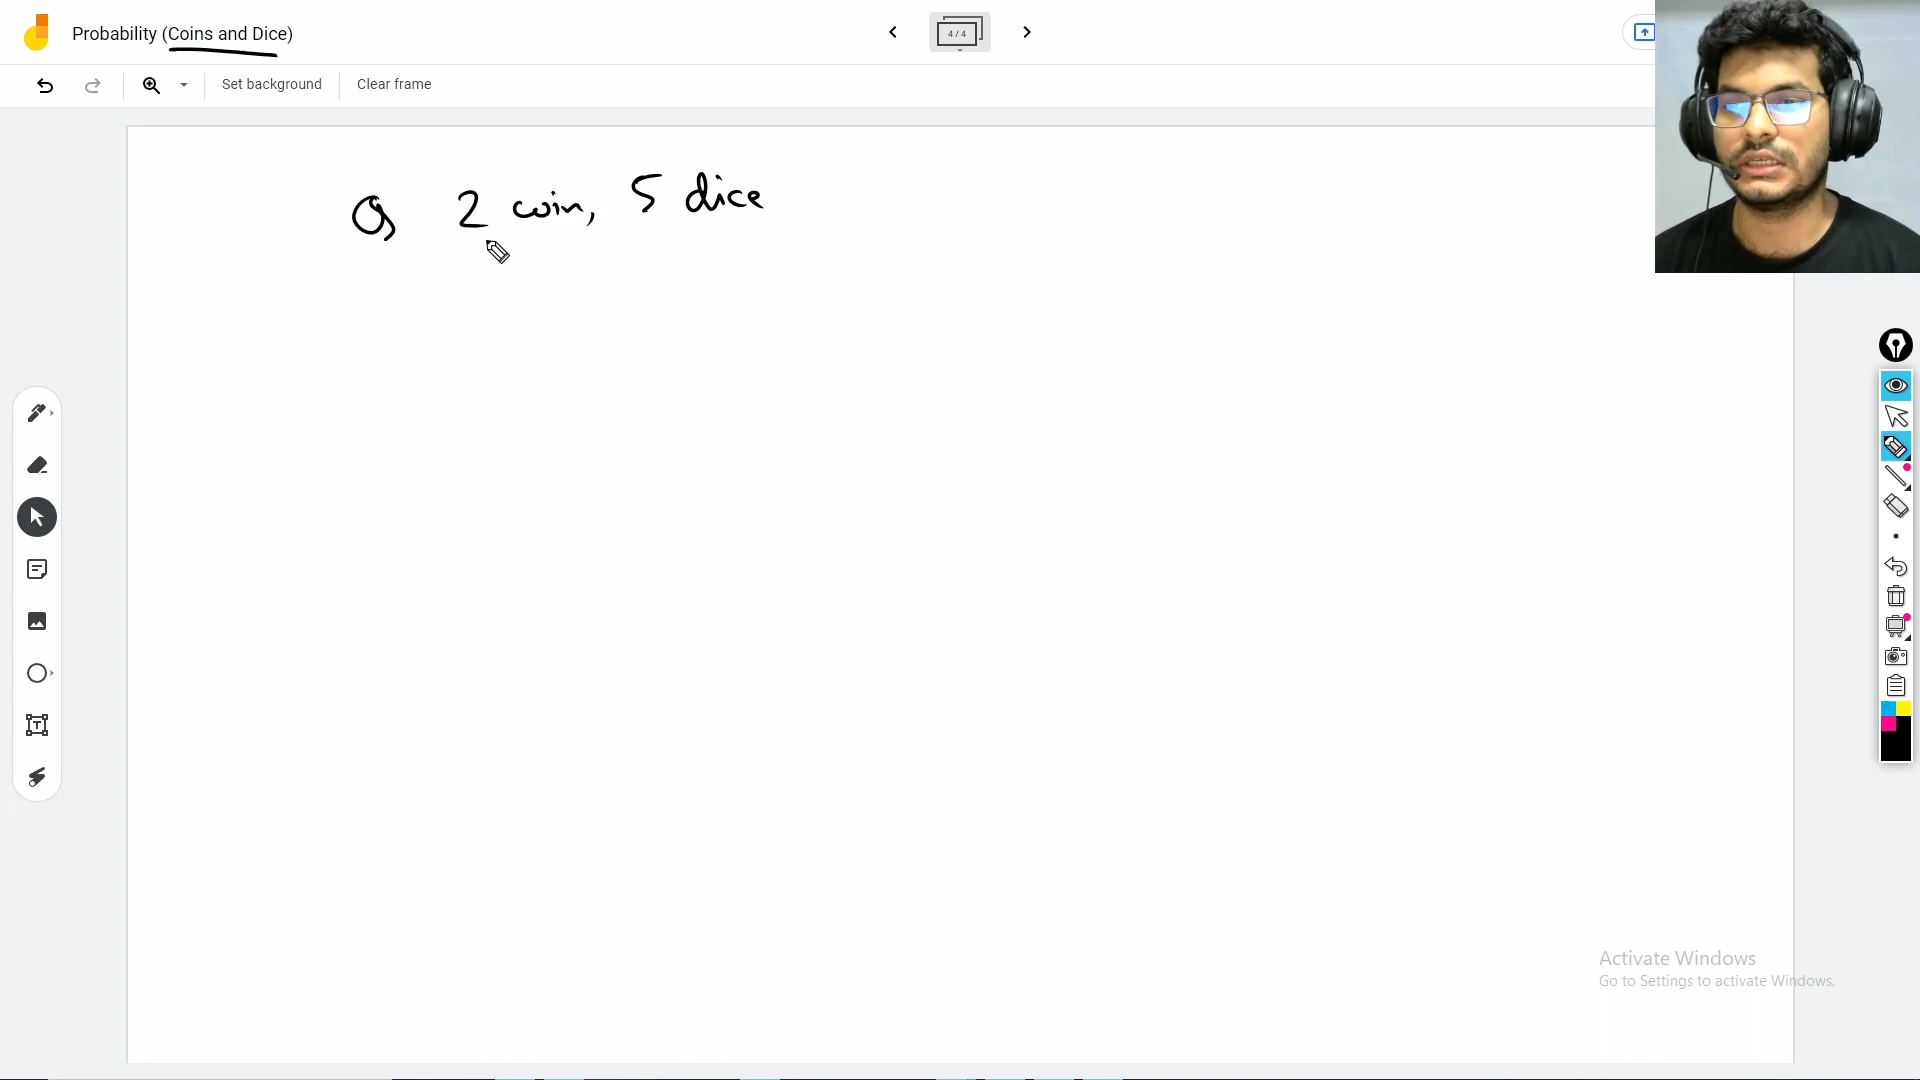 Probability (Coins and Dice)
4 / 4
Set background
Clear frame
Q 2 coin, 5 dice
Activate Windows
Go to Settings to activate Windows.